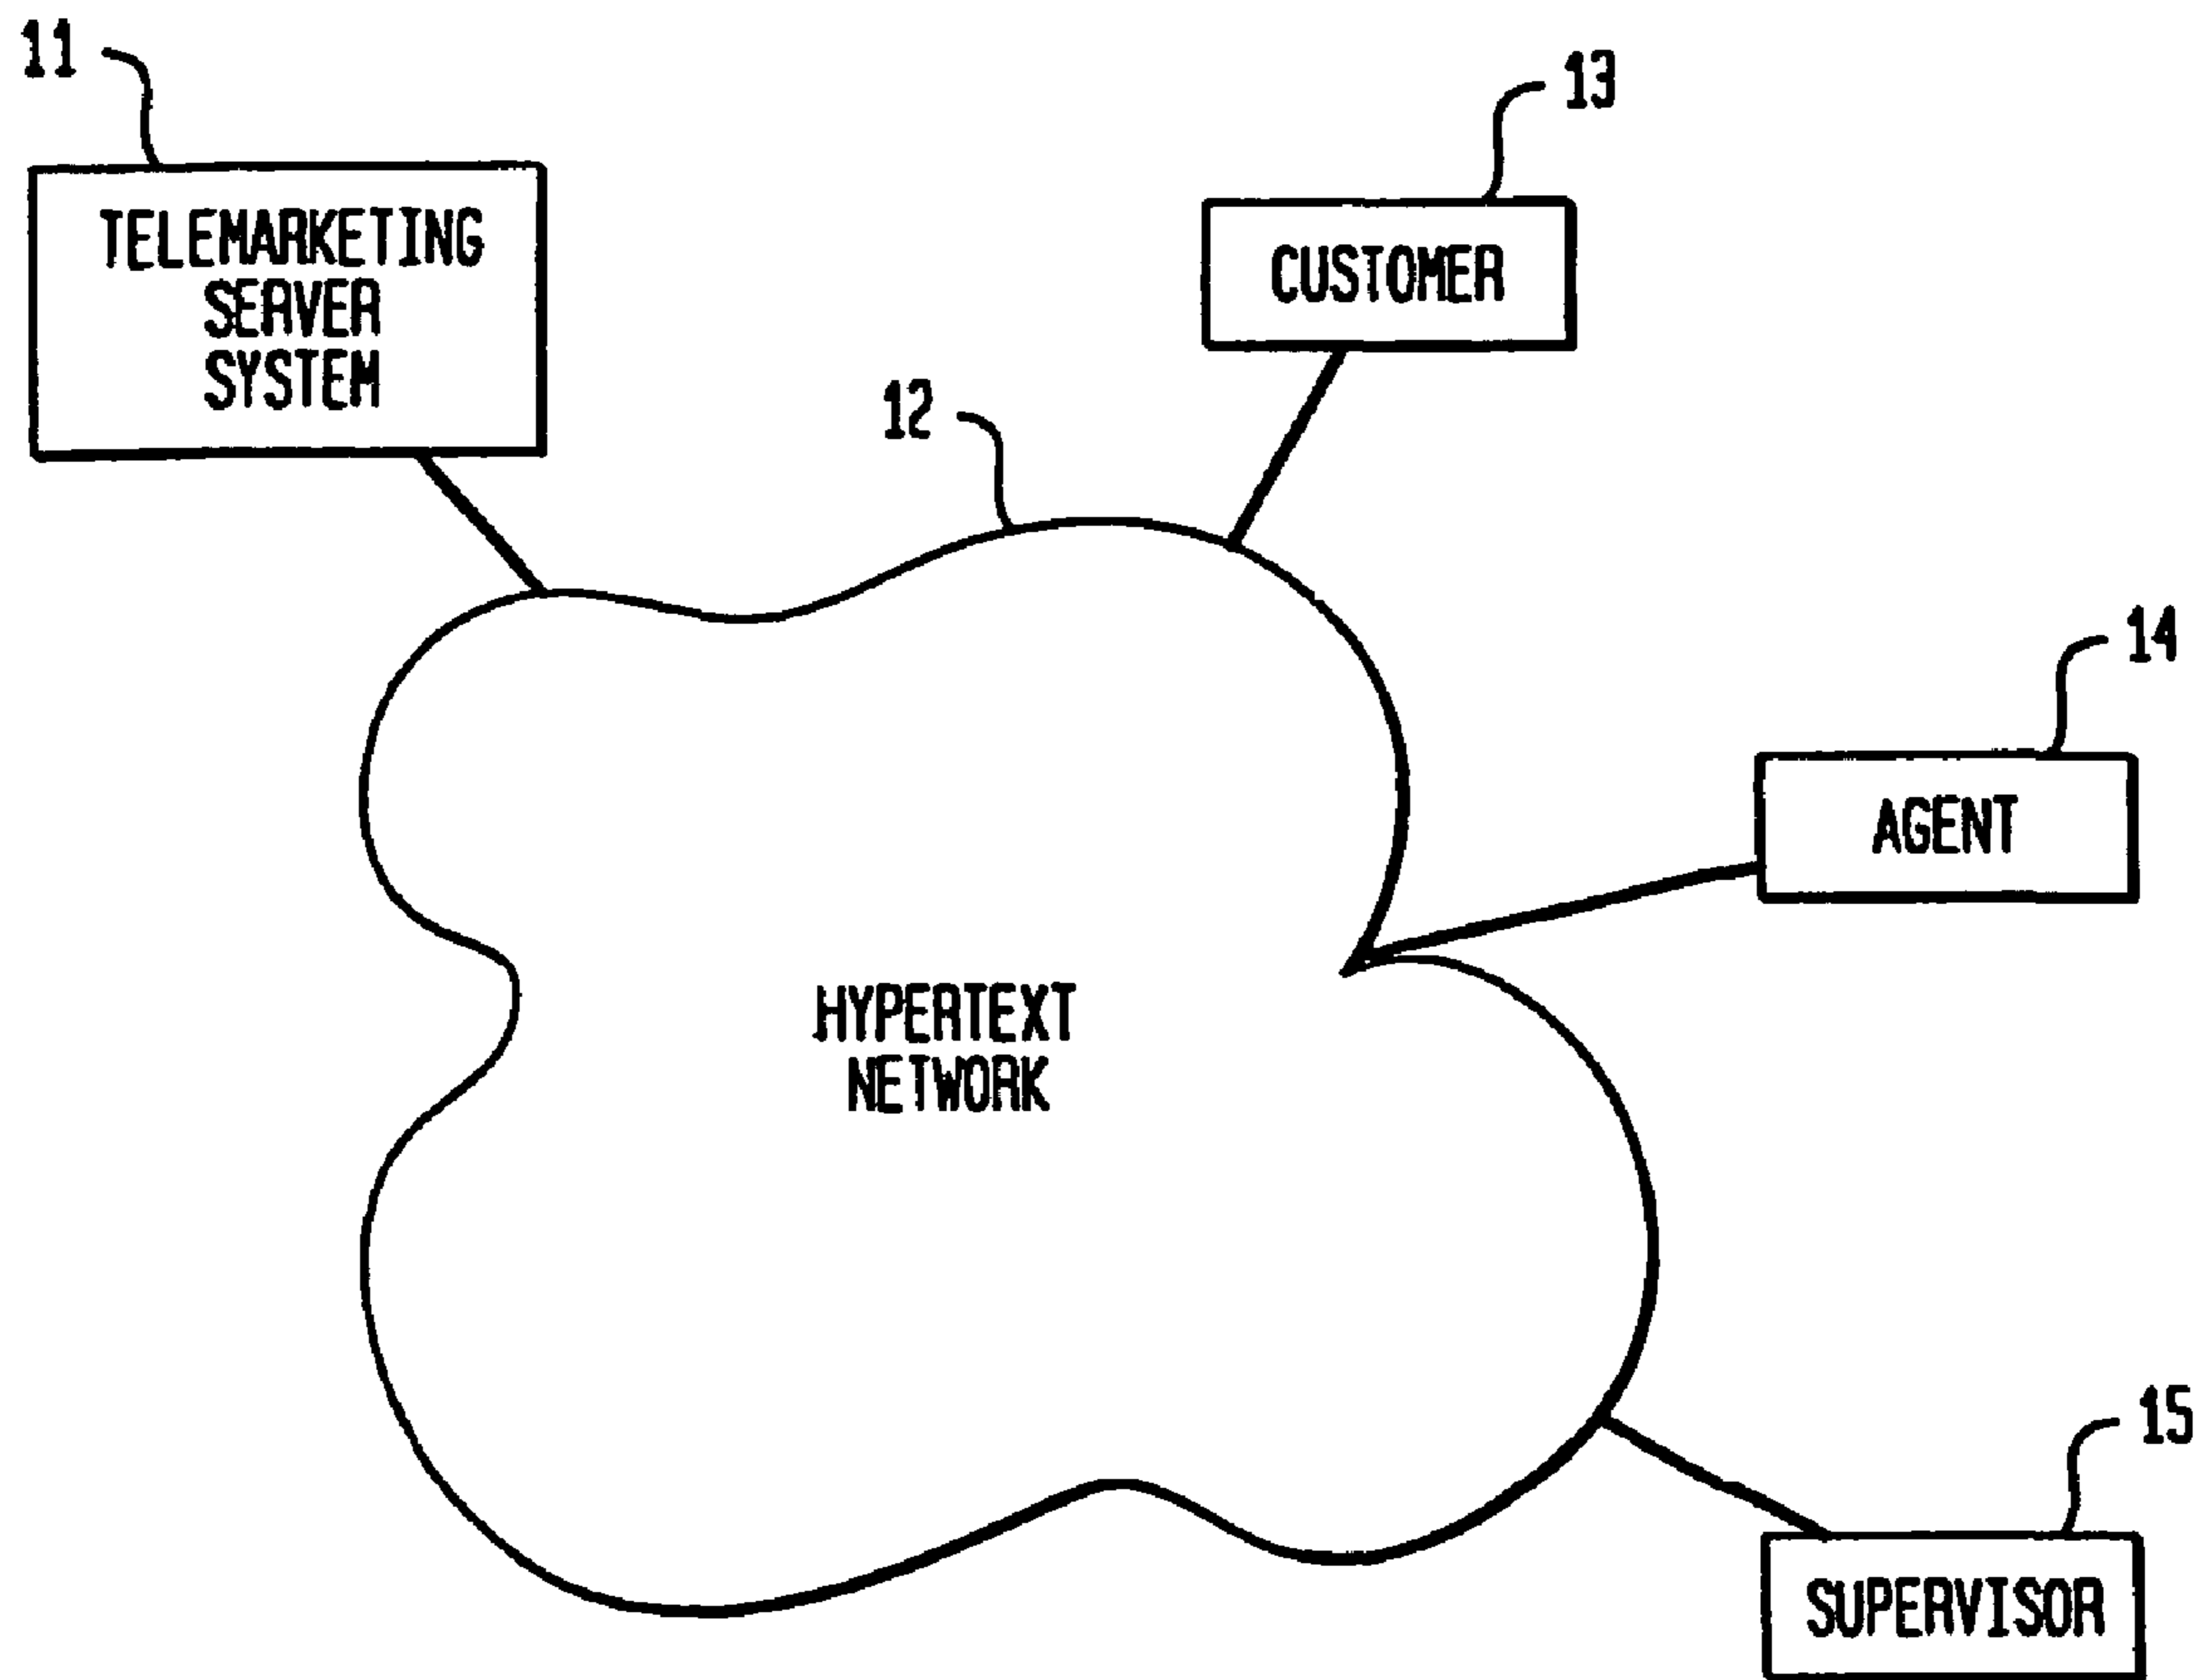 11
TELEMARKETING
SERVER
SYSTEM
13
CUSTOMER
12
14
AGENT
HYPERTEXT
NETWORK
15
SUPERVISOR